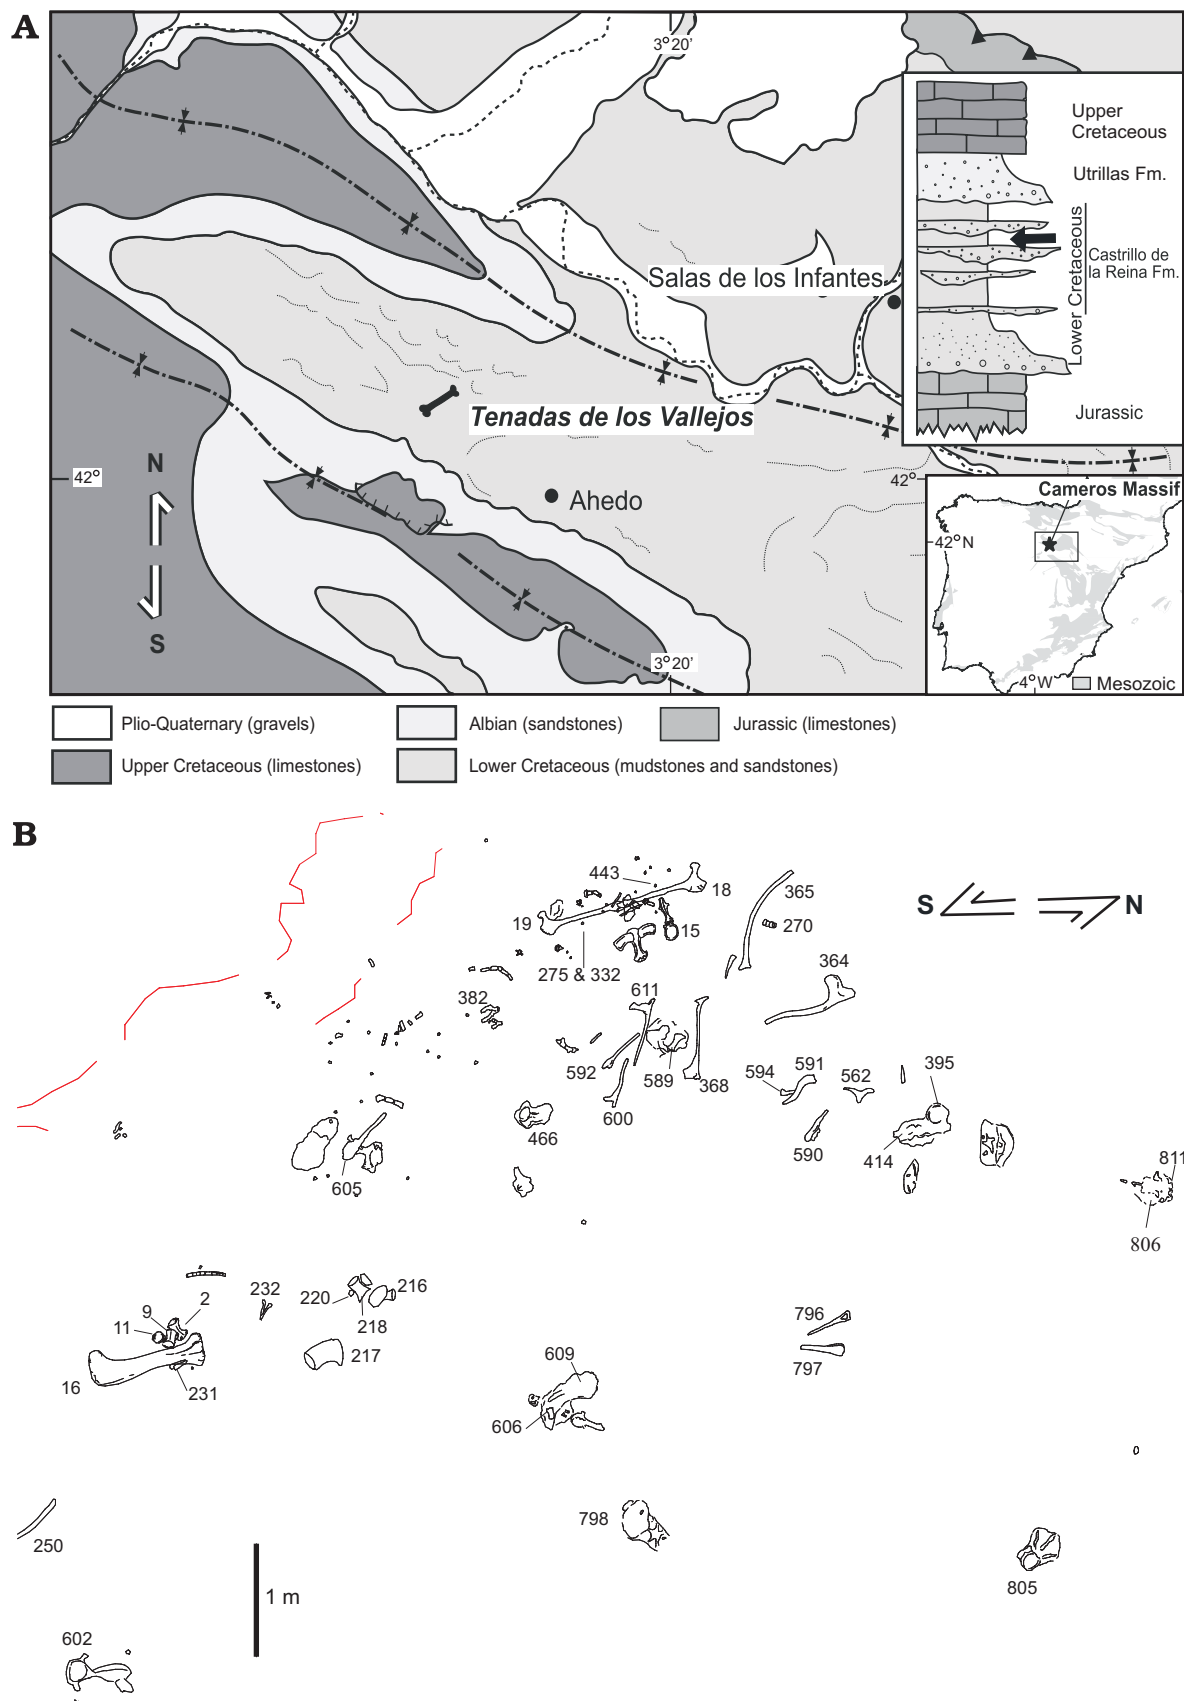 A
3°20'
Upper
Cretaceous
Utrillas Fm.
Lower Cretaceous
Castrillo de
la Reina Fm.
Jurassic
Salas de los Infantes
Tenadas de los Vallejos
42°
42°
N
S
Ahedo
3°20'
Cameros Massif
42°N
4°W
Mesozoic
Plio-Quaternary (gravels)
Albian (sandstones)
Jurassic (limestones)
Upper Cretaceous (limestones)
Lower Cretaceous (mudstones and sandstones)
B
443
18
365
S
N
19
15
270
275 & 332
364
382
611
592
589
368
594
591
562
395
600
466
590
414
605
811
806
232
220
216
9
2
11
218
796
217
797
16
231
609
606
798
250
805
1 m
602